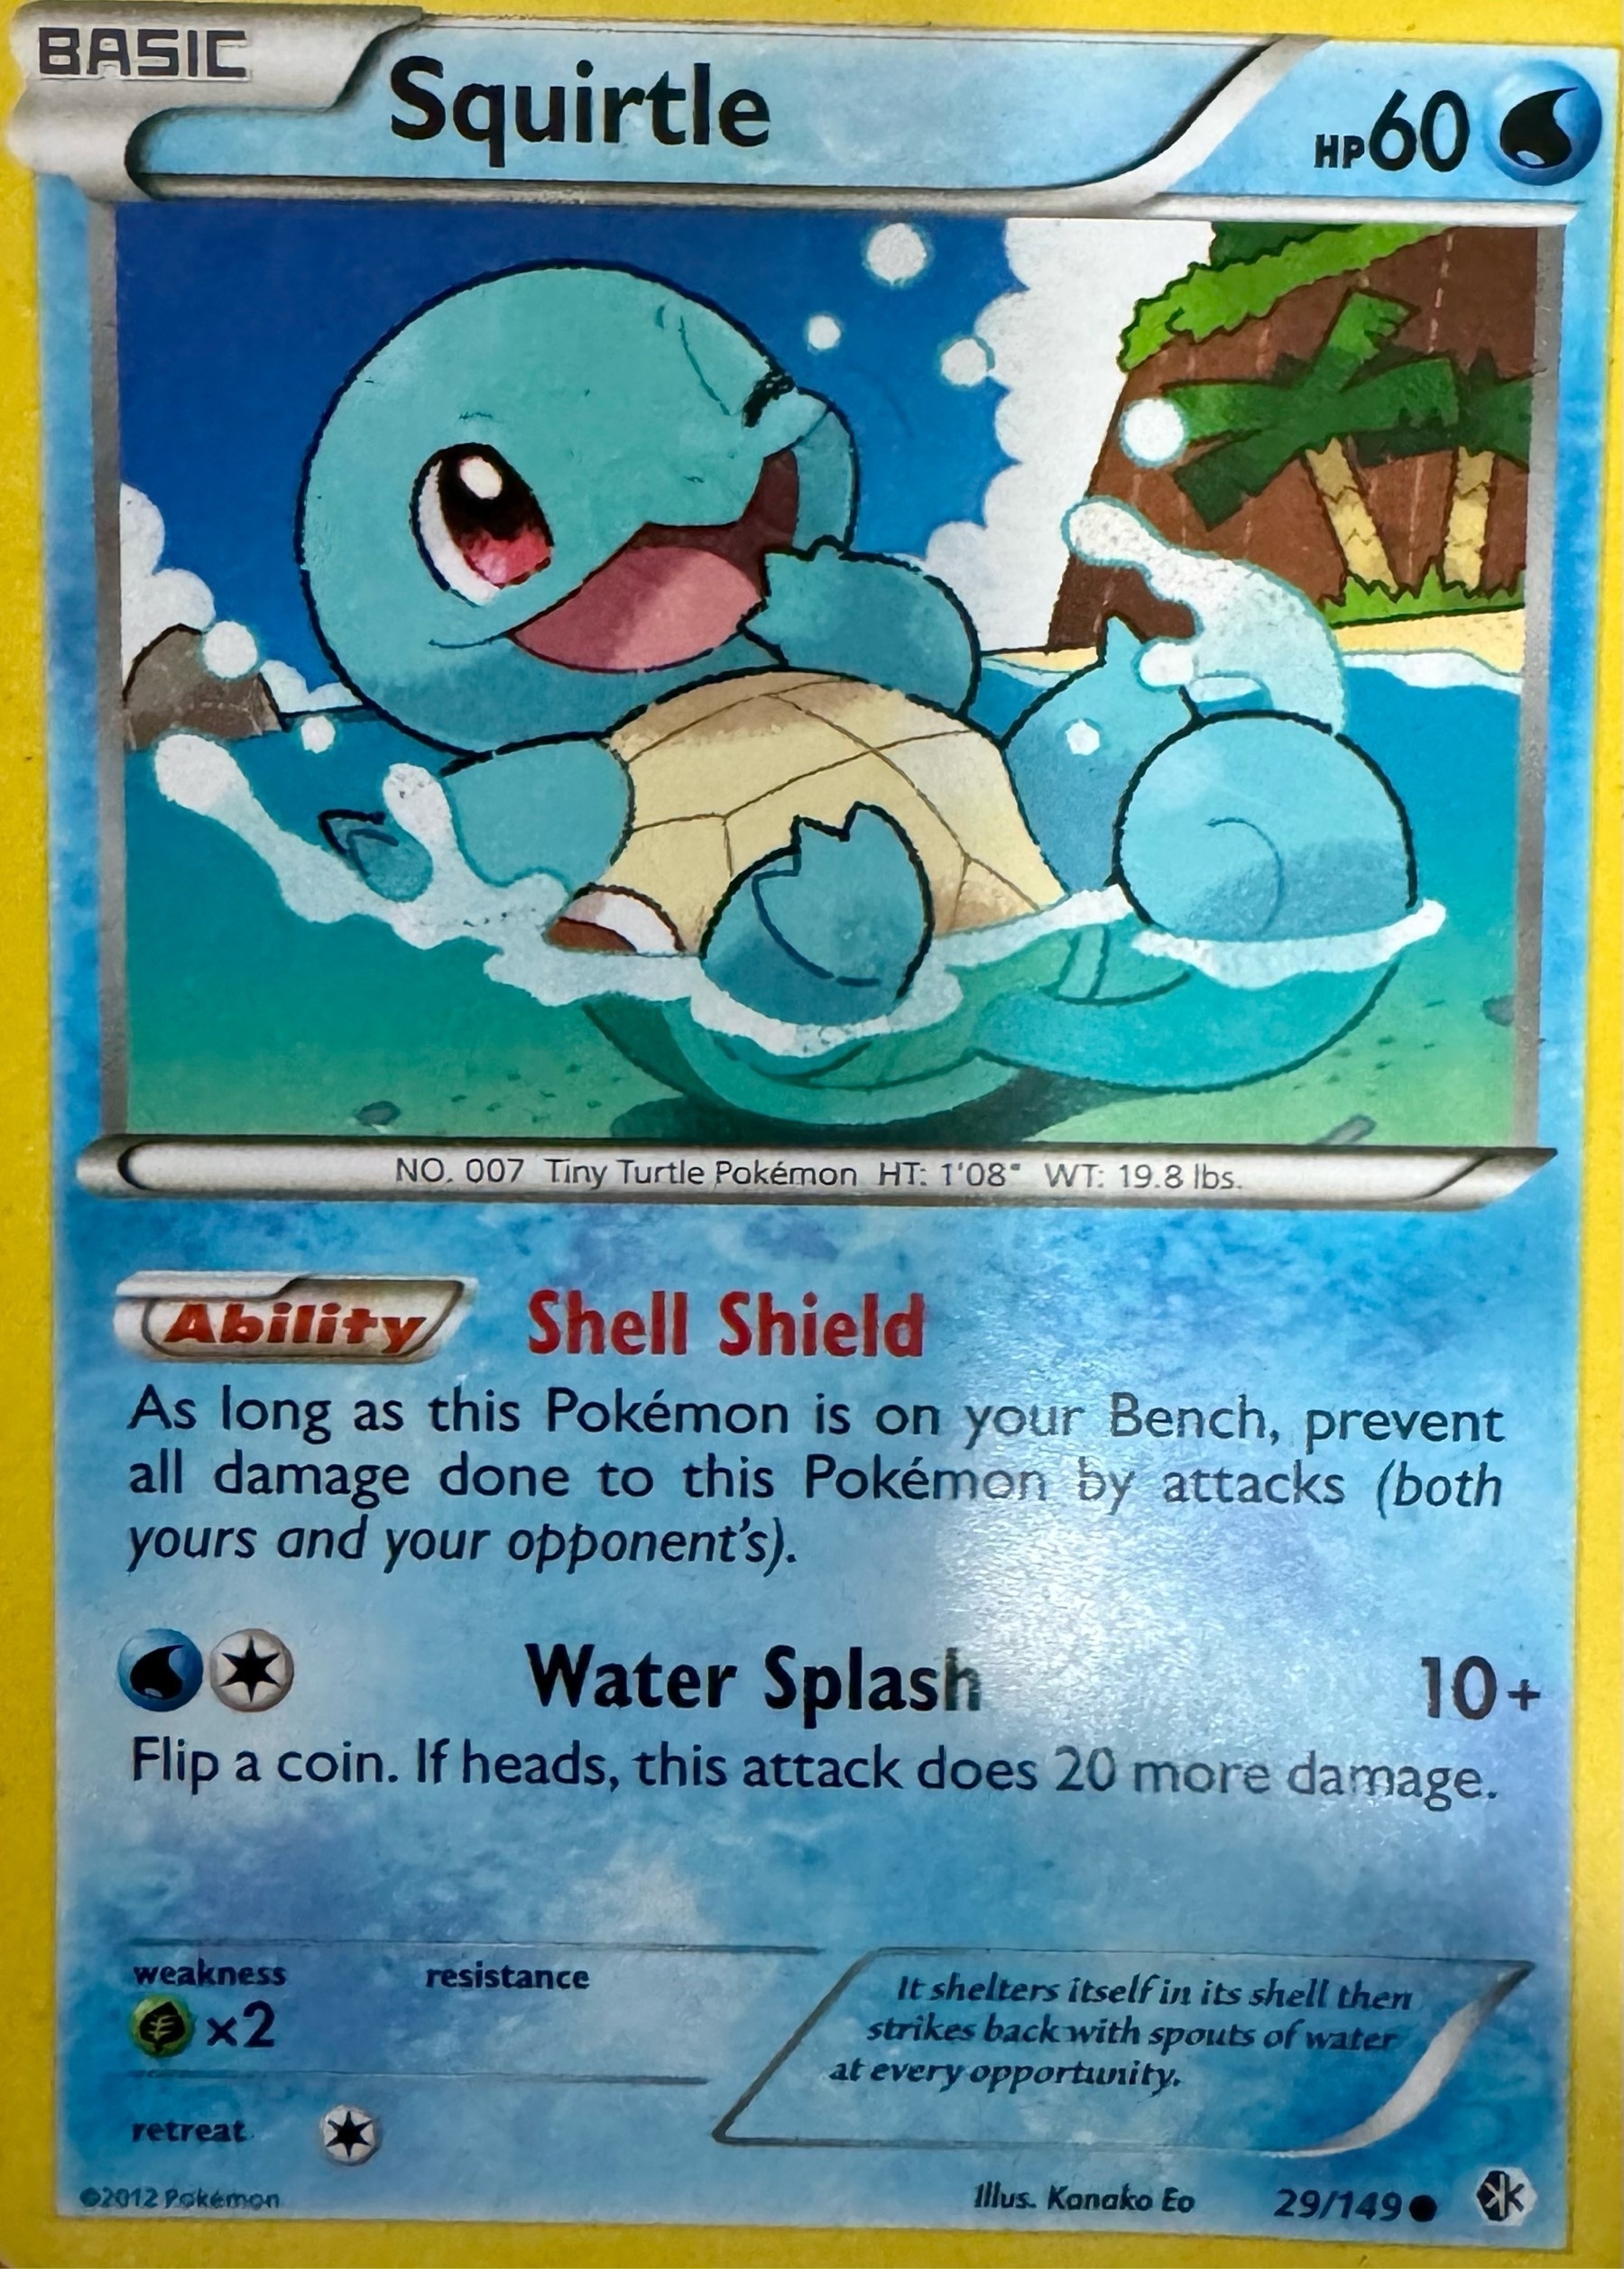 BASIC
Squirtle
HP60
NO. 007 Tiny Turtle Pokémon HT: 1'08" WT: 19.8 lbs.
Ability Shell Shield
As long as this Pokémon is on your Bench, prevent
all damage done to this Pokémon by attacks (both
yours and your opponent's).
Water Splash 10+
Flip a coin. If heads, this attack does 20 more damage.
weakness resistance
x2
It shelters itself in its shell then
strikes back with spouts of water
at every opportunity.
retreat
©2012 Pokémon
Illus. Kanako Eo
29/149